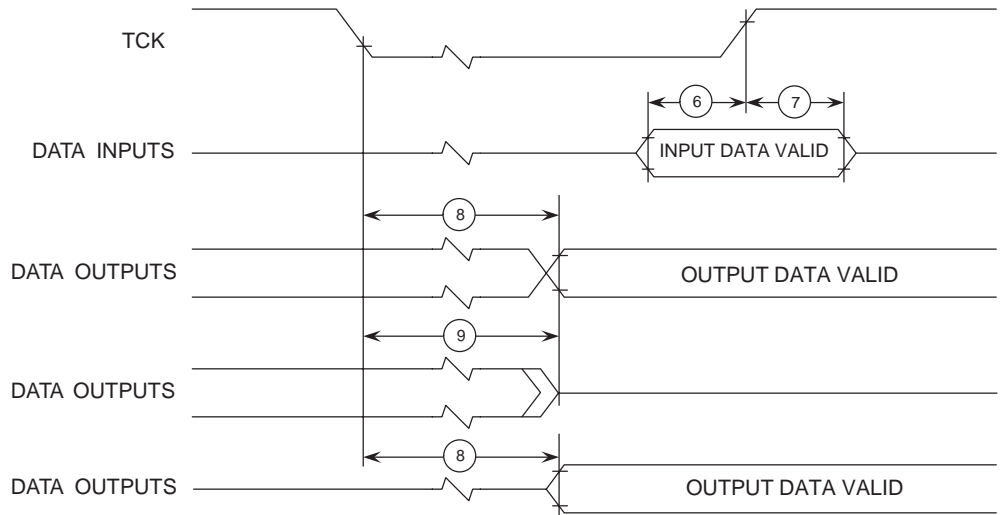 TCK
6
7
DATA INPUTS
INPUT DATA VALID
8
DATA OUTPUTS
OUTPUT DATA VALID
9
DATA OUTPUTS
8
DATA OUTPUTS
OUTPUT DATA VALID